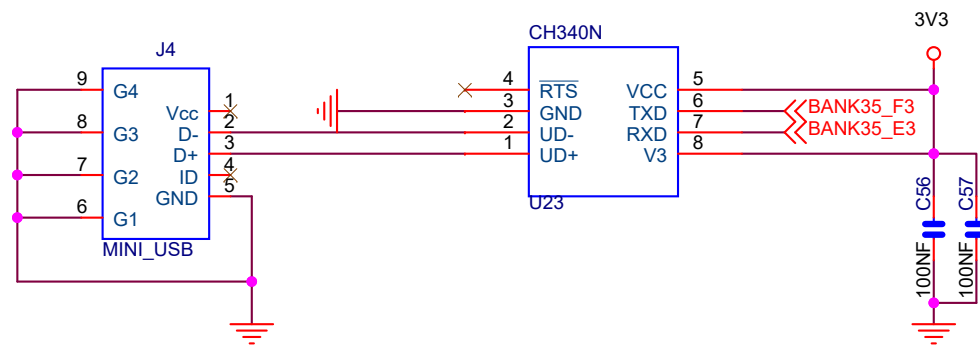 3V3
CH340N
J4
9
G4
8
G3
7
G2
6
G1
Vcc
1
D-
2
D+
3
ID
4
GND
5
MINI_USB
4
RTS
3
GND
2
UD-
1
UD+
VCC
5
TXD
6
RXD
7
V3
8
BANK35_F3
BANK35_E3
U23
C56
100NF
C57
100NF